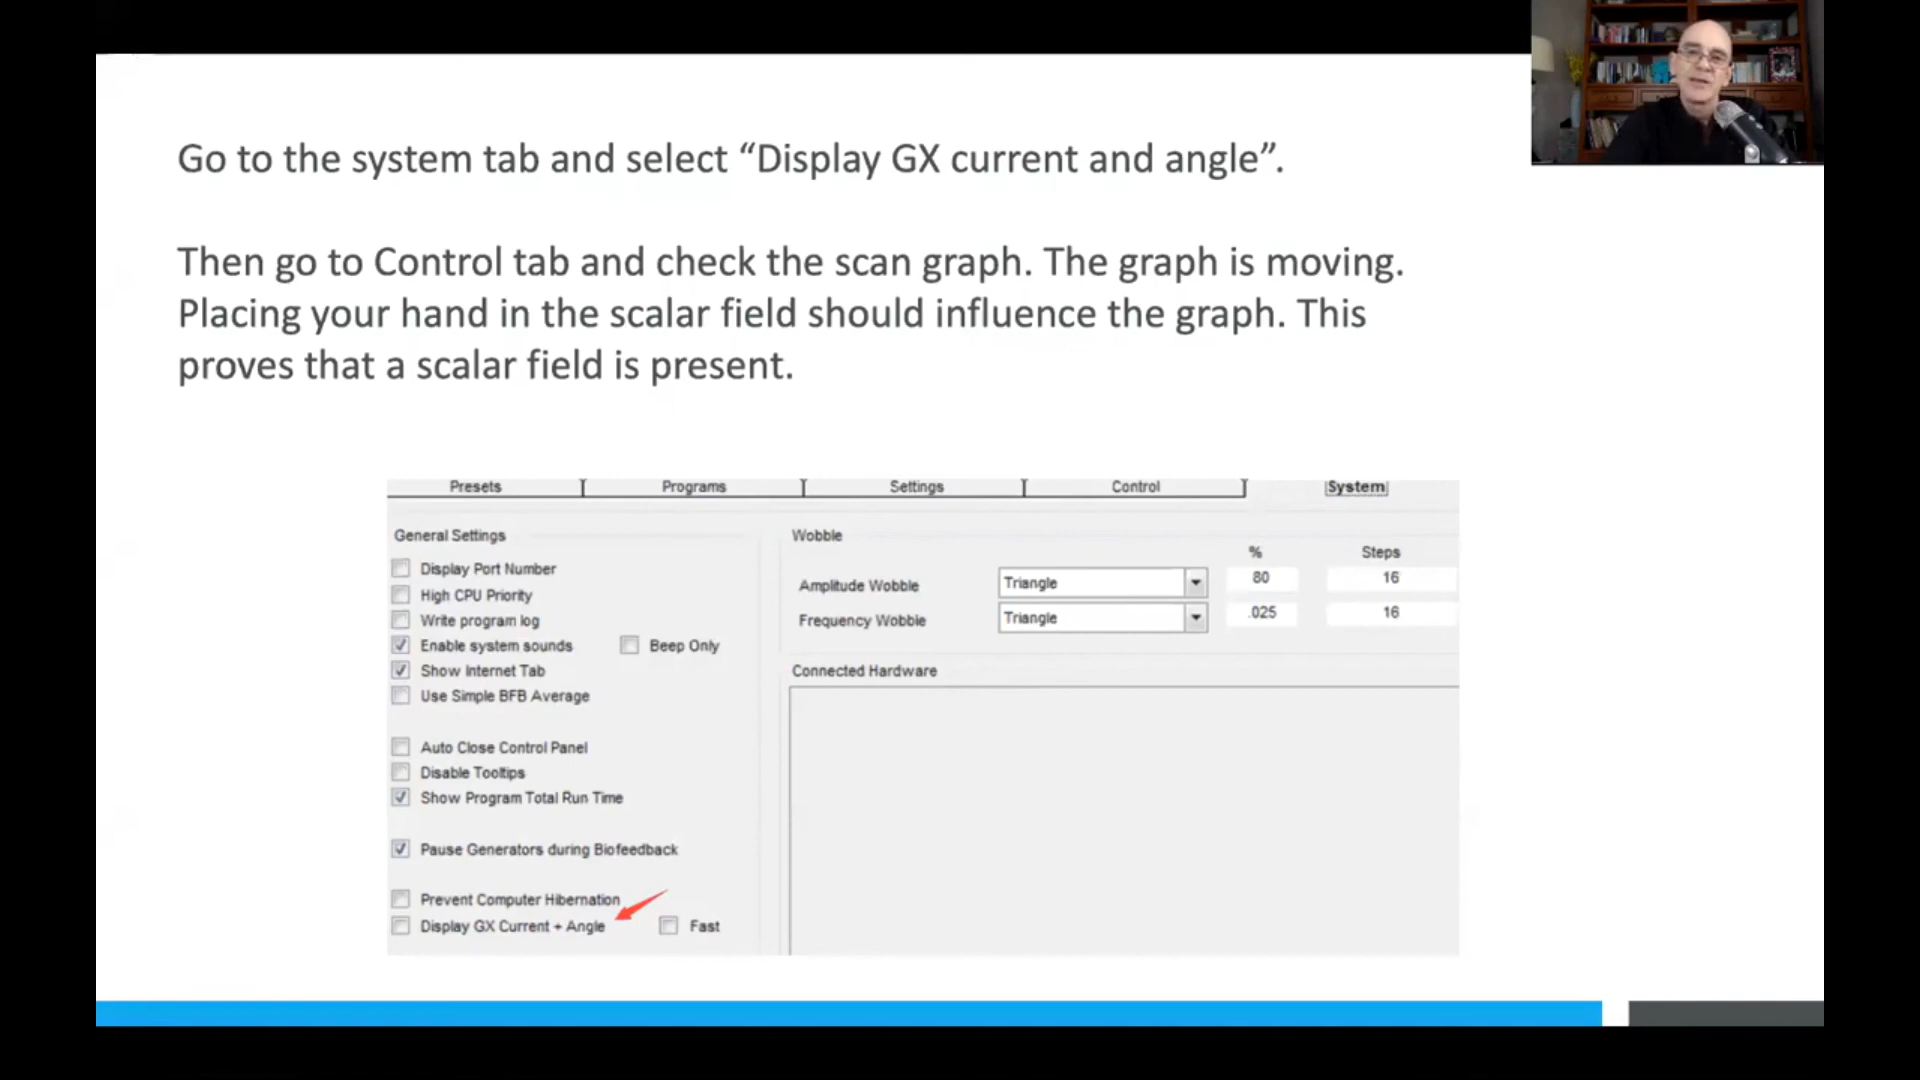 Go to the system tab and select “Display GX current and angle”.
Then go to Control tab and check the scan graph. The graph is moving.
Placing your hand in the scalar field should influence the graph. This
proves that a scalar field is present.
Presets Programs Settings Control System
General Settings
Display Port Number
High CPU Priority
Write program log
Enable system sounds Beep Only
Show Internet Tab
Use Simple BFB Average
Auto Close Control Panel
Disable Tooltips
Show Program Total Run Time
Pause Generators during Biofeedback
Prevent Computer Hibernation
Display GX Current + Angle Fast
Wobble
% Steps
Amplitude Wobble Triangle 80 16
Frequency Wobble Triangle .025 16
Connected Hardware